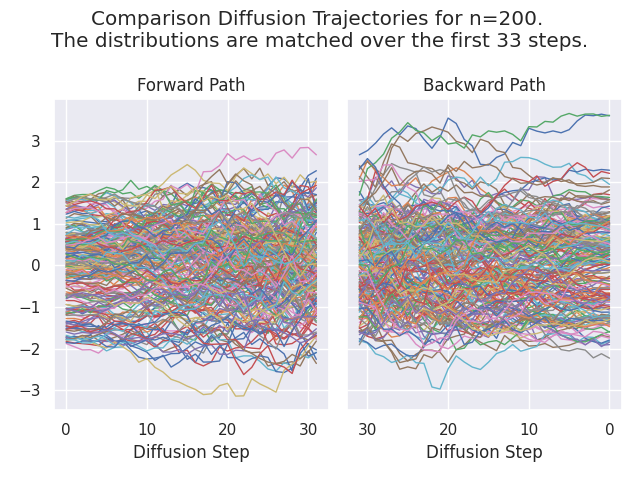 Comparison Diffusion Trajectories for n=200.
The distributions are matched over the first 33 steps.
Forward Path
Backward Path
3
2
1
0
−1
−2
−3
0 10 20 30
30 20 10 0
Diffusion Step
Diffusion Step